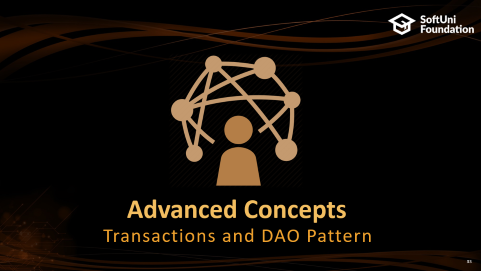 SoftUni
Foundation
Advanced Concepts
Transactions and DAO Pattern